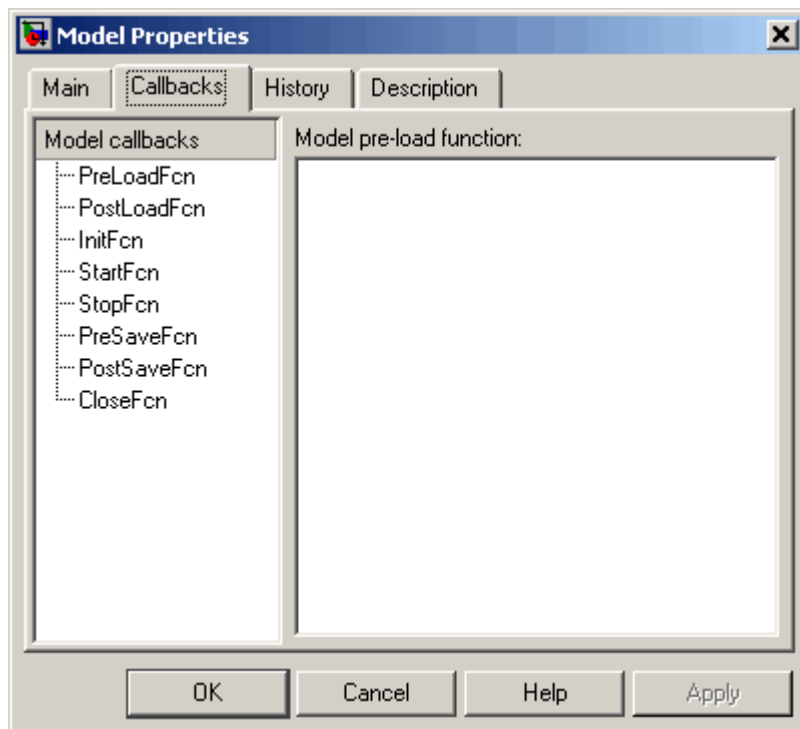 Model Properties
Main Callbacks History Description
Model callbacks
PreLoadFcn
PostLoadFcn
InitFcn
StartFcn
StopFcn
PreSaveFcn
PostSaveFcn
CloseFcn
Model pre-load function:
OK Cancel Help Apply